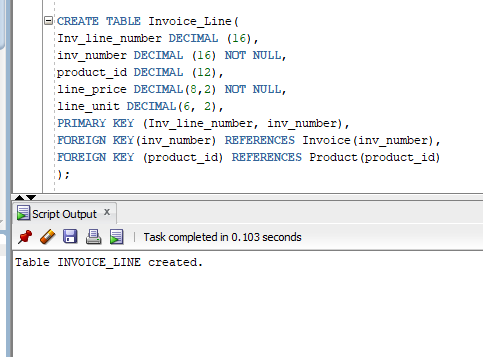 CREATE TABLE Invoice_Line(
Inv_line_number DECIMAL (16),
inv_number DECIMAL (16) NOT NULL,
product_id DECIMAL (12),
line_price DECIMAL(8,2) NOT NULL,
line_unit DECIMAL(6, 2),
PRIMARY KEY (Inv_line_number, inv_number),
FOREIGN KEY(inv_number) REFERENCES Invoice(inv_number),
FOREIGN KEY (product_id) REFERENCES Product(product_id)
);
Script Output x
Task completed in 0.103 seconds
Table INVOICE_LINE created.